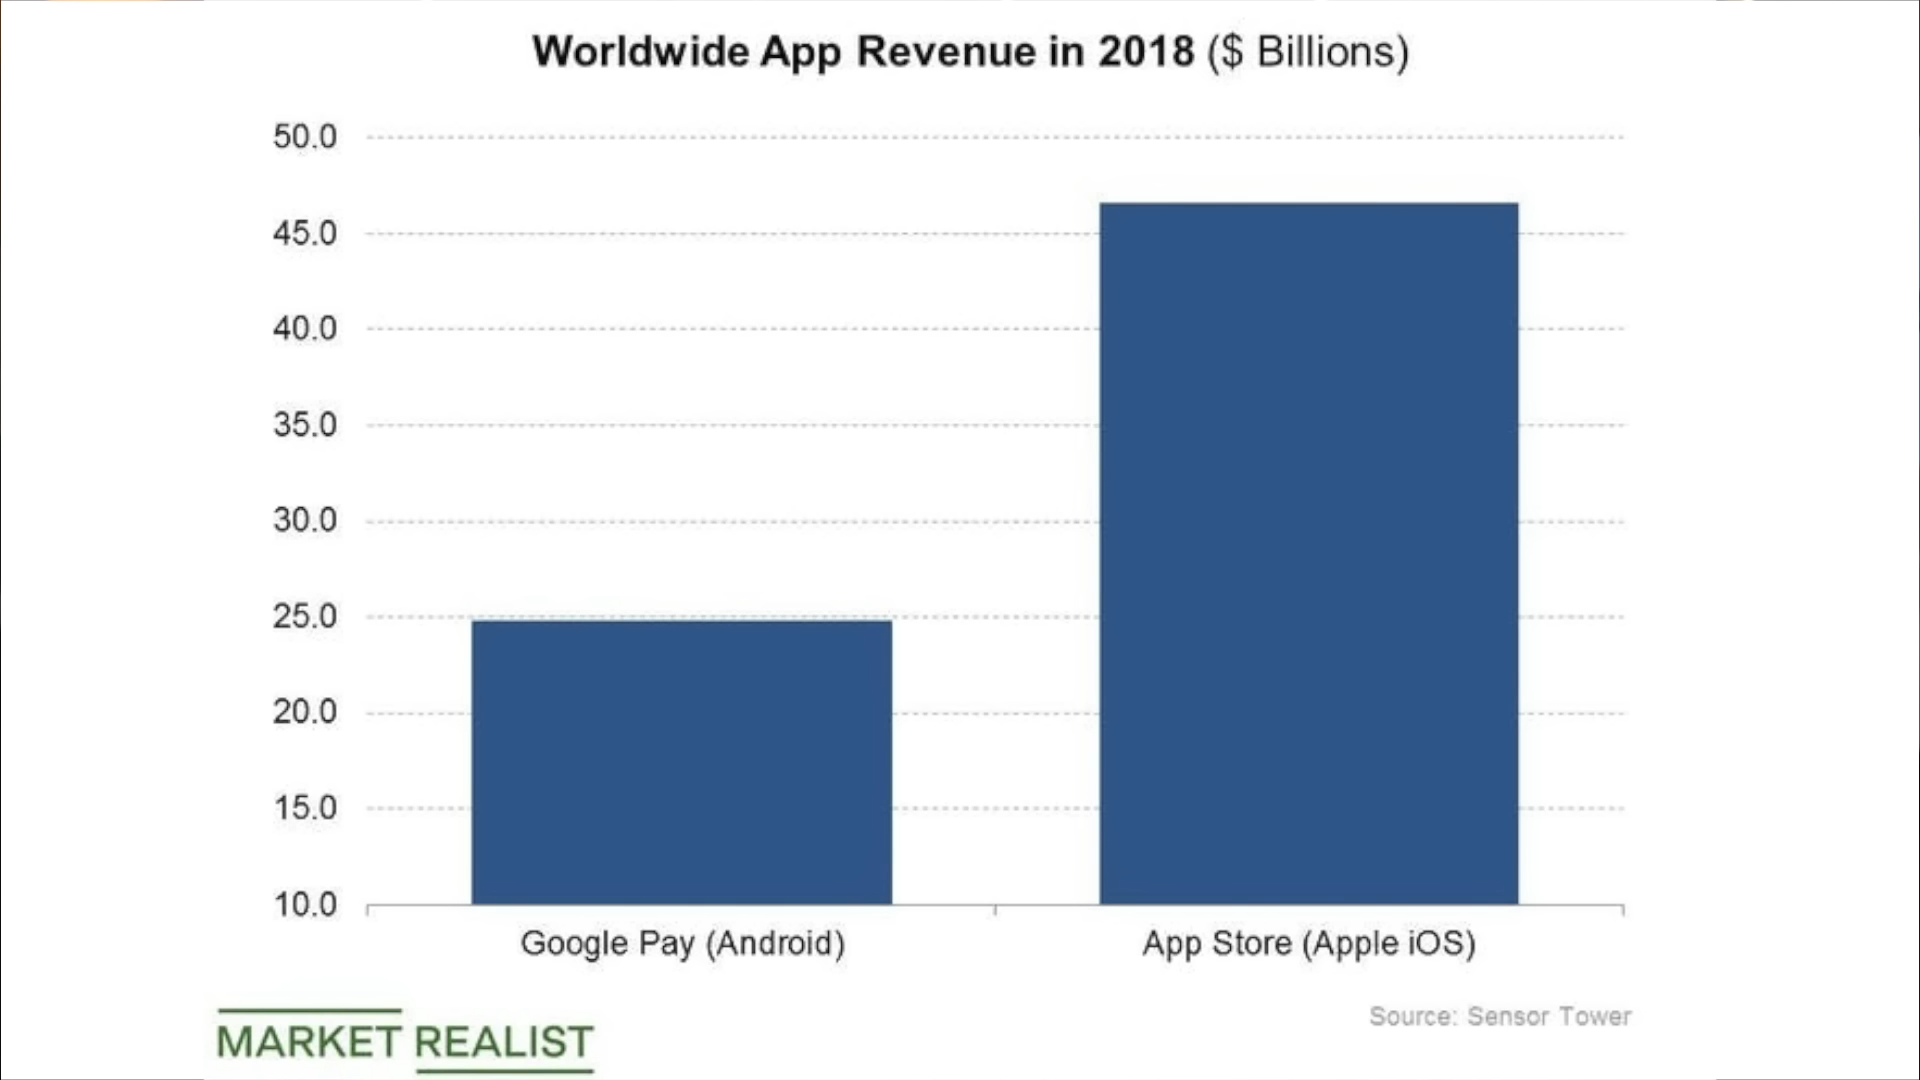 Worldwide App Revenue in 2018 ($ Billions)
50.0
45.0
40.0
35.0
30.0
25.0
20.0
15.0
10.0
Google Pay (Android)
App Store (Apple iOS)
Source: Sensor Tower
MARKET REALIST